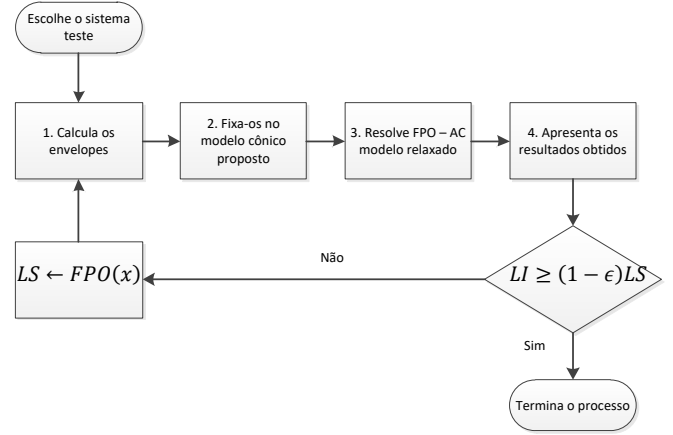 Escolhe o sistema
teste
1. Calcula os
envelopes
2. Fixa-os no
modelo cônico
proposto
3. Resolve FPO – AC
modelo relaxado
4. Apresenta os
resultados obtidos
LI ≥ (1 − ϵ)LS
Não
LS ← FPO(x)
Sim
Termina o processo